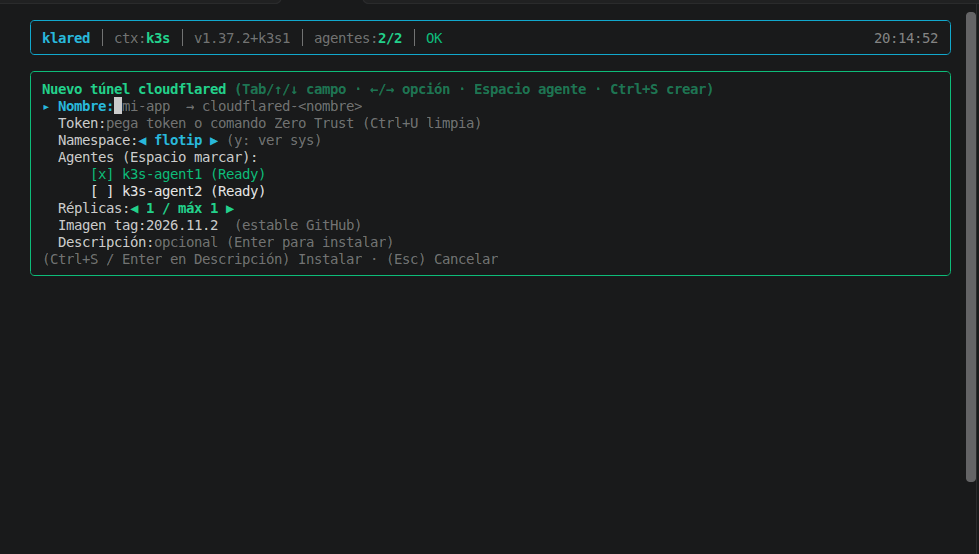 klared │ ctx:k3s │ v1.37.2+k3s1 │ agentes:2/2 │ OK 20:14:52
Nuevo túnel cloudflared (Tab/↑/↓ campo · ←/→ opción · Espacio agente · Ctrl+S crear)
▸ Nombre: mi-app → cloudflared-<nombre>
Token:pega token o comando Zero Trust (Ctrl+U limpia)
Namespace:◀ flotip ▶ (y: ver sys)
Agentes (Espacio marcar):
[x] k3s-agent1 (Ready)
[ ] k3s-agent2 (Ready)
Réplicas:◀ 1 / máx 1 ▶
Imagen tag:2026.11.2 (estable GitHub)
Descripción:opcional (Enter para instalar)
(Ctrl+S / Enter en Descripción) Instalar · (Esc) Cancelar